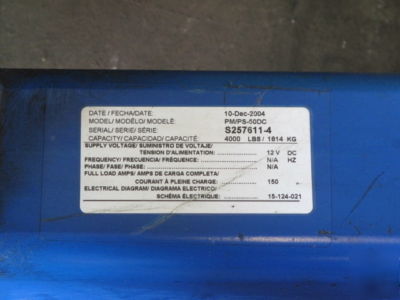 DATE / FECHA/DATE: 10-Dec-2004
MODEL/ MODÉLO/ MODELÉ: PM/PS-50DC
SERIAL/ SERIE/ SÉRIE: S257611-4
CAPACITY/ CAPACIDAD/ CAPACITÉ: 4000 LBS / 1814 KG
SUPPLY VOLTAGE/ SUMINISTRO DE VOLTAJE/
TENSION D'ALIMENTATION: 12 V DC
FREQUENCY/ FRECUENCIA/ FRÉQUENCE: N/A HZ
PHASE/ FASE/ PHASE: N/A
FULL LOAD AMPS/ AMPS DE CARGA COMPLETA/
COURANT À PLEINE CHARGE: 150
ELECTRICAL DIAGRAM/ DIAGRAMA ELECTRICO/
SCHÉMA ÉLECTRIQUE: 15-124-021